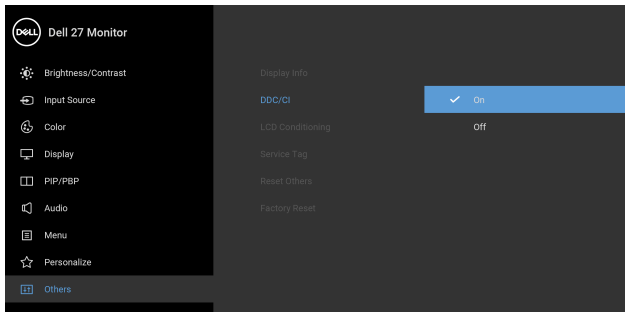 DELL Dell 27 Monitor
Brightness/Contrast
Input Source
Color
Display
PIP/PBP
Audio
Menu
Personalize
Others
Display Info
DDC/CI
LCD Conditioning
Service Tag
Reset Others
Factory Reset
On
Off